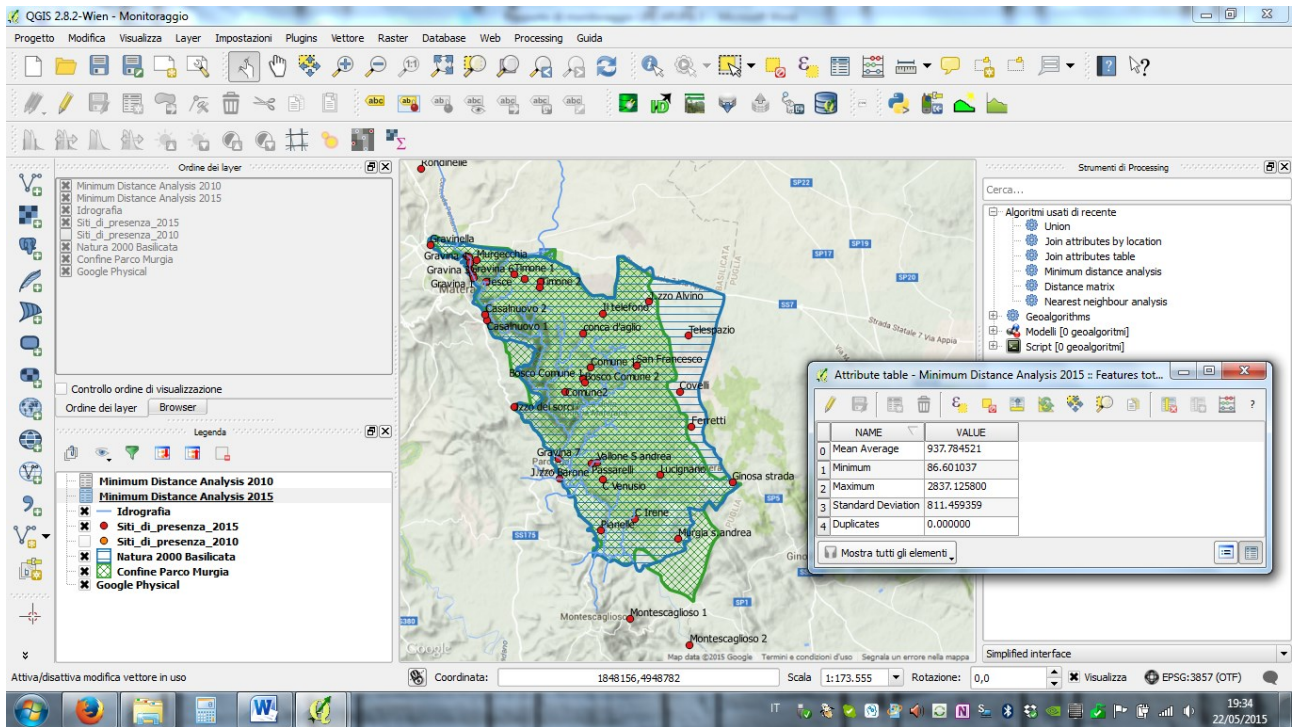 QGIS 2.8.2-Wien - Monitoraggio
Progetto Modifica Visualizza Layer Impostazioni Plugins Vettore Raster Database Web Processing Guida
Ordine dei layer
Minimum Distance Analysis 2010
Minimum Distance Analysis 2015
Idrografia
Siti_di_presenza_2015
Siti_di_presenza_2010
Natura 2000 Basilicata
Confine Parco Murgia
Google Physical
Controllo ordine di visualizzazione
Ordine dei layer Browser
Legenda
Minimum Distance Analysis 2010
Minimum Distance Analysis 2015
Idrografia
Siti_di_presenza_2015
Siti_di_presenza_2010
Natura 2000 Basilicata
Confine Parco Murgia
Google Physical
Rondinelle
SP22
Gravinella
SP19
Murgecchia
SP17
BASILICATA
PUGLIA
Timone 1
SP20
Gravina 1
Jesce
Timone 2
Matera
J.zzo Alvino
SS7
Casalnuovo 2
Il telefono
Strada Statale 7 Via Appia
Casalnuovo 1
conca d'aglio
Telespazio
Comune 1
San Francesco
Bosco Comune 1
Bosco Comune 2
Comune2
Covelli
J.zzo dei sorci
Ferretti
Gravina 7
Vallone S andrea
J.zzo Barone
Passarelli
Lucignano
C Venusio
Ginosa strada
SP5
C Irene
Pianelle
SS175
Murgia s andrea
SP1
Montescaglioso
Montescaglioso 1
SS380
Montescaglioso 2
Google
Map data ©2015 Google Termini e condizioni d'uso Segnala un errore nella mappa
Strumenti di Processing
Cerca...
Algoritmi usati di recente
Union
Join attributes by location
Join attributes table
Minimum distance analysis
Distance matrix
Nearest neighbour analysis
Geoalgorithms
Modelli [0 geoalgoritmi]
Script [0 geoalgoritmi]
Attribute table - Minimum Distance Analysis 2015 :: Features tot...
NAME VALUE
0 Mean Average 937.784521
1 Minimum 86.601037
2 Maximum 2837.125800
3 Standard Deviation 811.459359
4 Duplicates 0.000000
Mostra tutti gli elementi
Simplified interface
Attiva/disattiva modifica vettore in uso
Coordinata: 1848156,4948782
Scala 1:173.555
Rotazione: 0,0
Visualizza
EPSG:3857 (OTF)
IT
19:34
22/05/2015